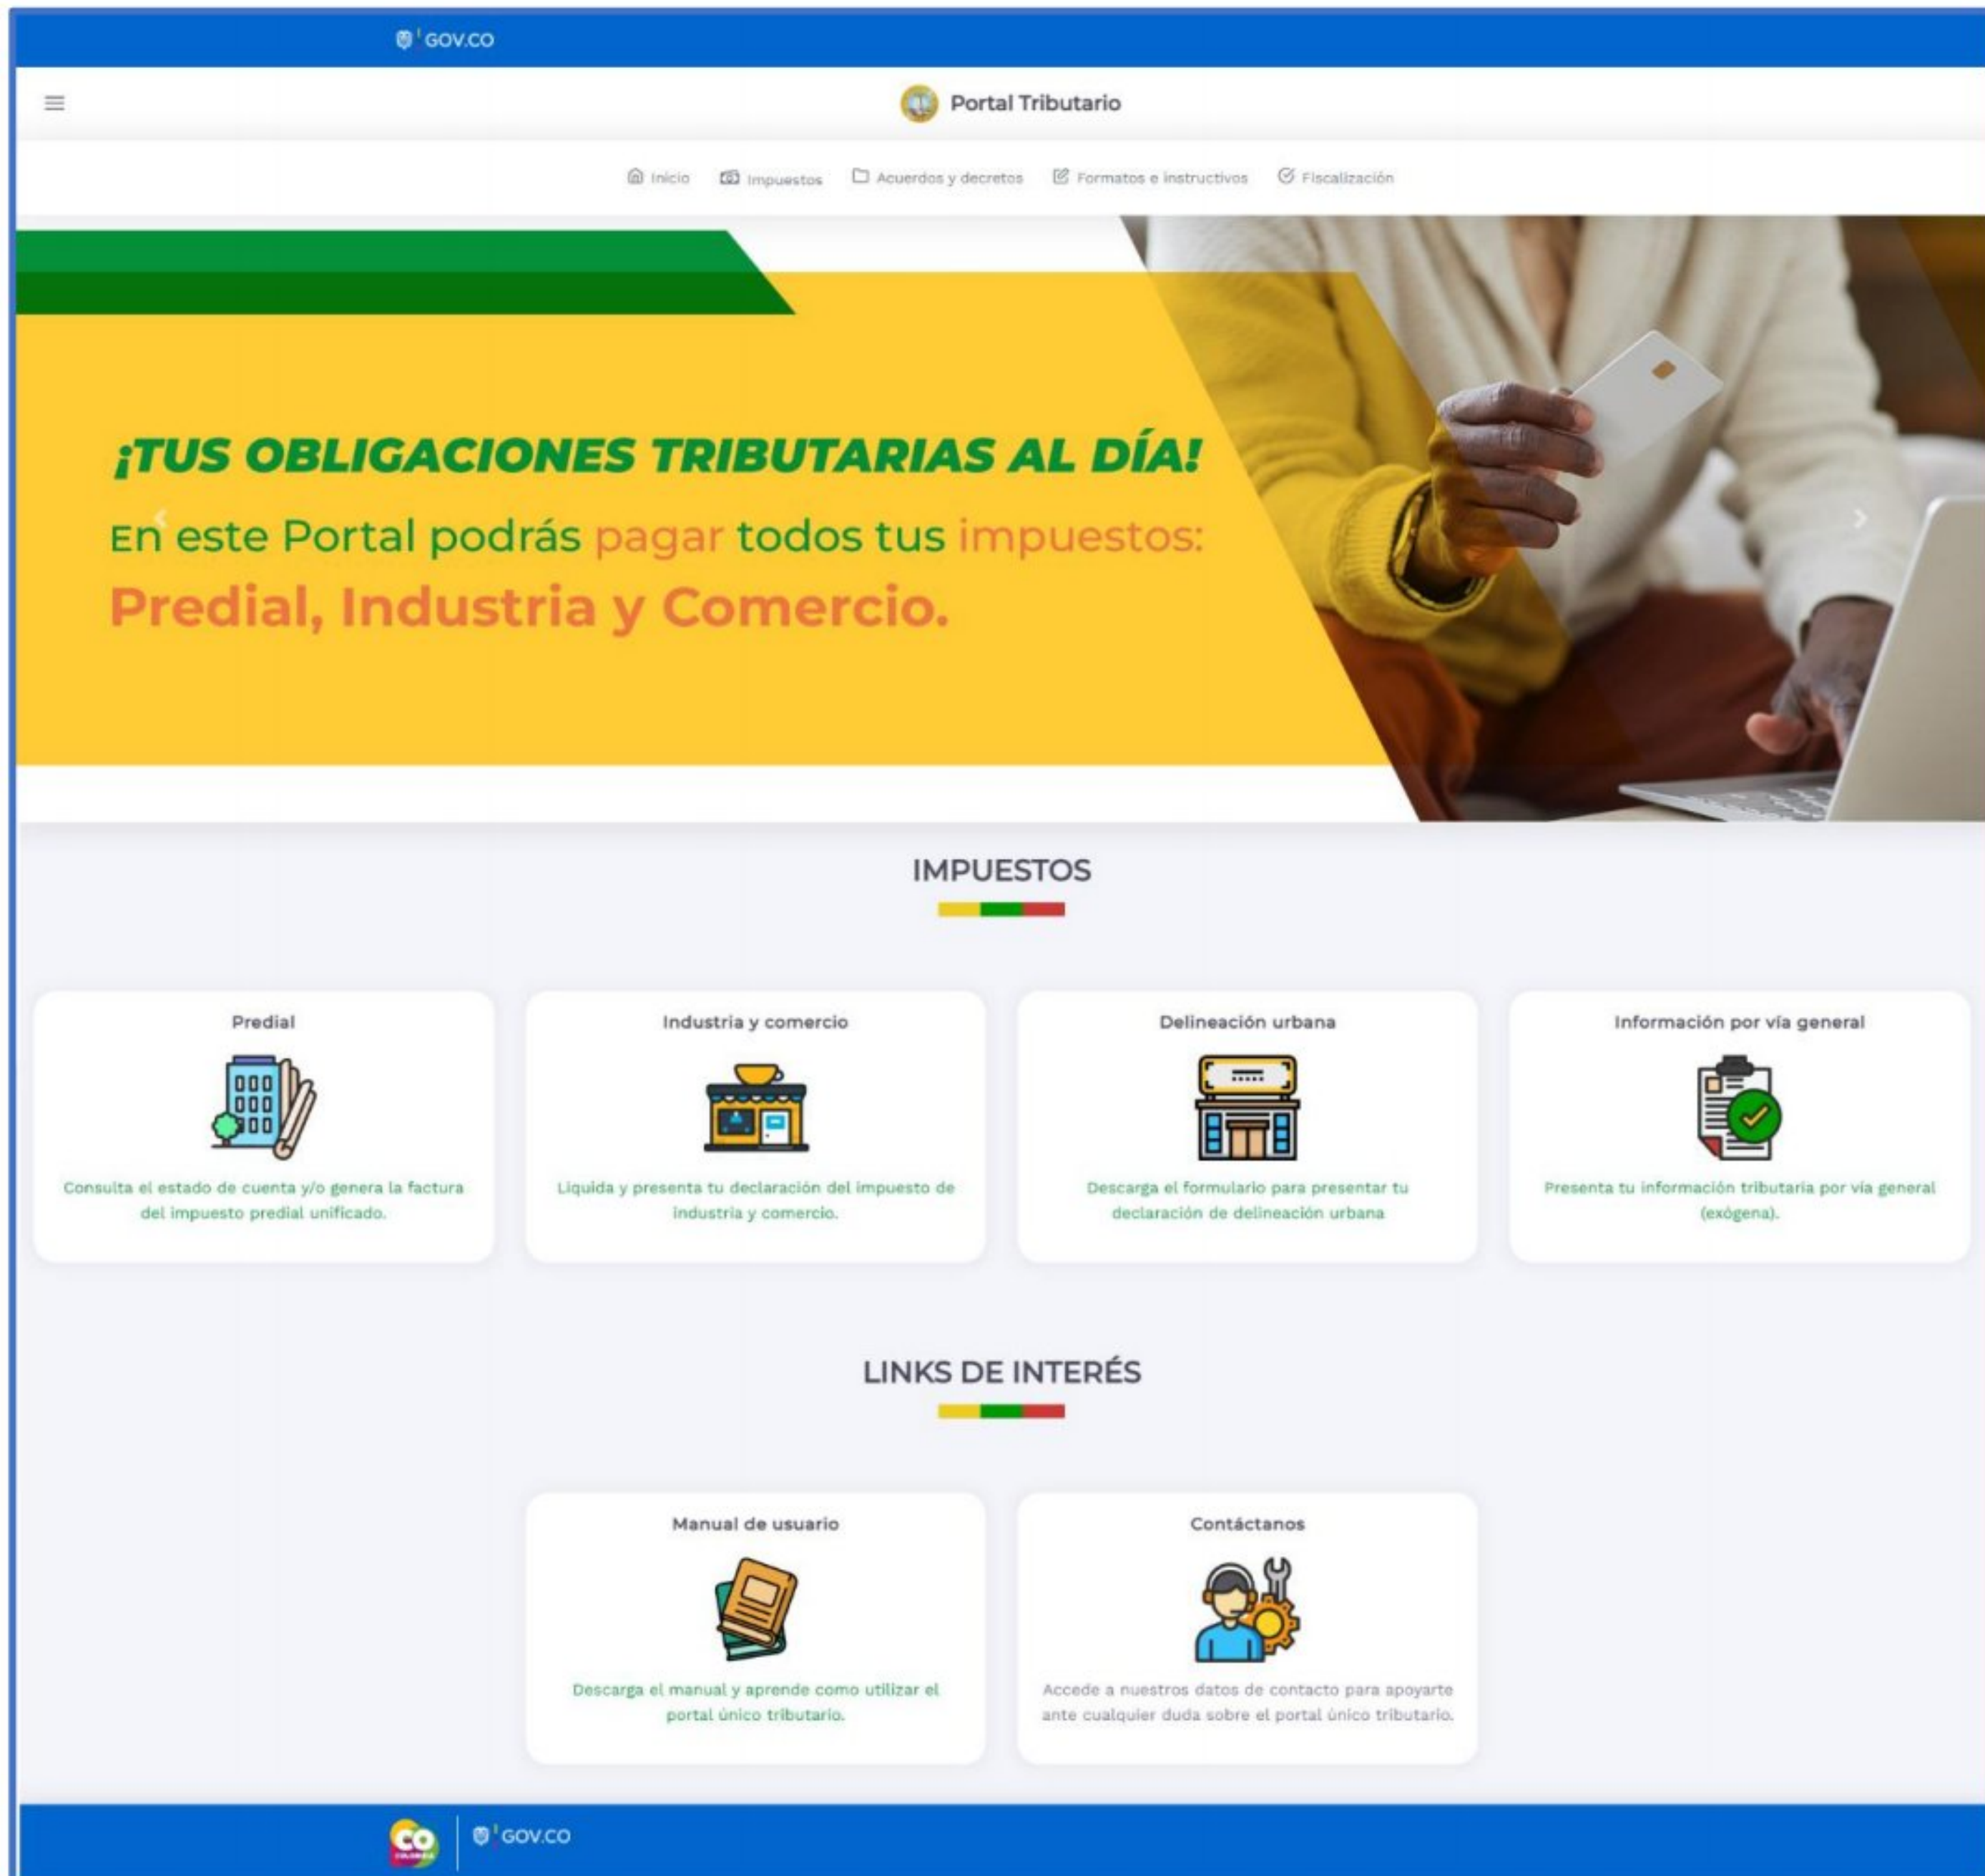 GOV.CO
Portal Tributario
Inicio
Impuestos
Acuerdos y decretos
Formatos e instructivos
Fiscalización
¡TUS OBLIGACIONES TRIBUTARIAS AL DÍA!
En este Portal podrás pagar todos tus impuestos:
Predial, Industria y Comercio.
IMPUESTOS
Predial
Consulta el estado de cuenta y/o genera la factura
del impuesto predial unificado.
Industria y comercio
Liquida y presenta tu declaración del impuesto de
industria y comercio.
Delineación urbana
Descarga el formulario para presentar tu
declaración de delineación urbana
Información por vía general
Presenta tu información tributaria por vía general
(exógena).
LINKS DE INTERÉS
Manual de usuario
Descarga el manual y aprende como utilizar el
portal único tributario.
Contáctanos
Accede a nuestros datos de contacto para apoyarte
ante cualquier duda sobre el portal único tributario.
CO
COLOMBIA
GOV.CO